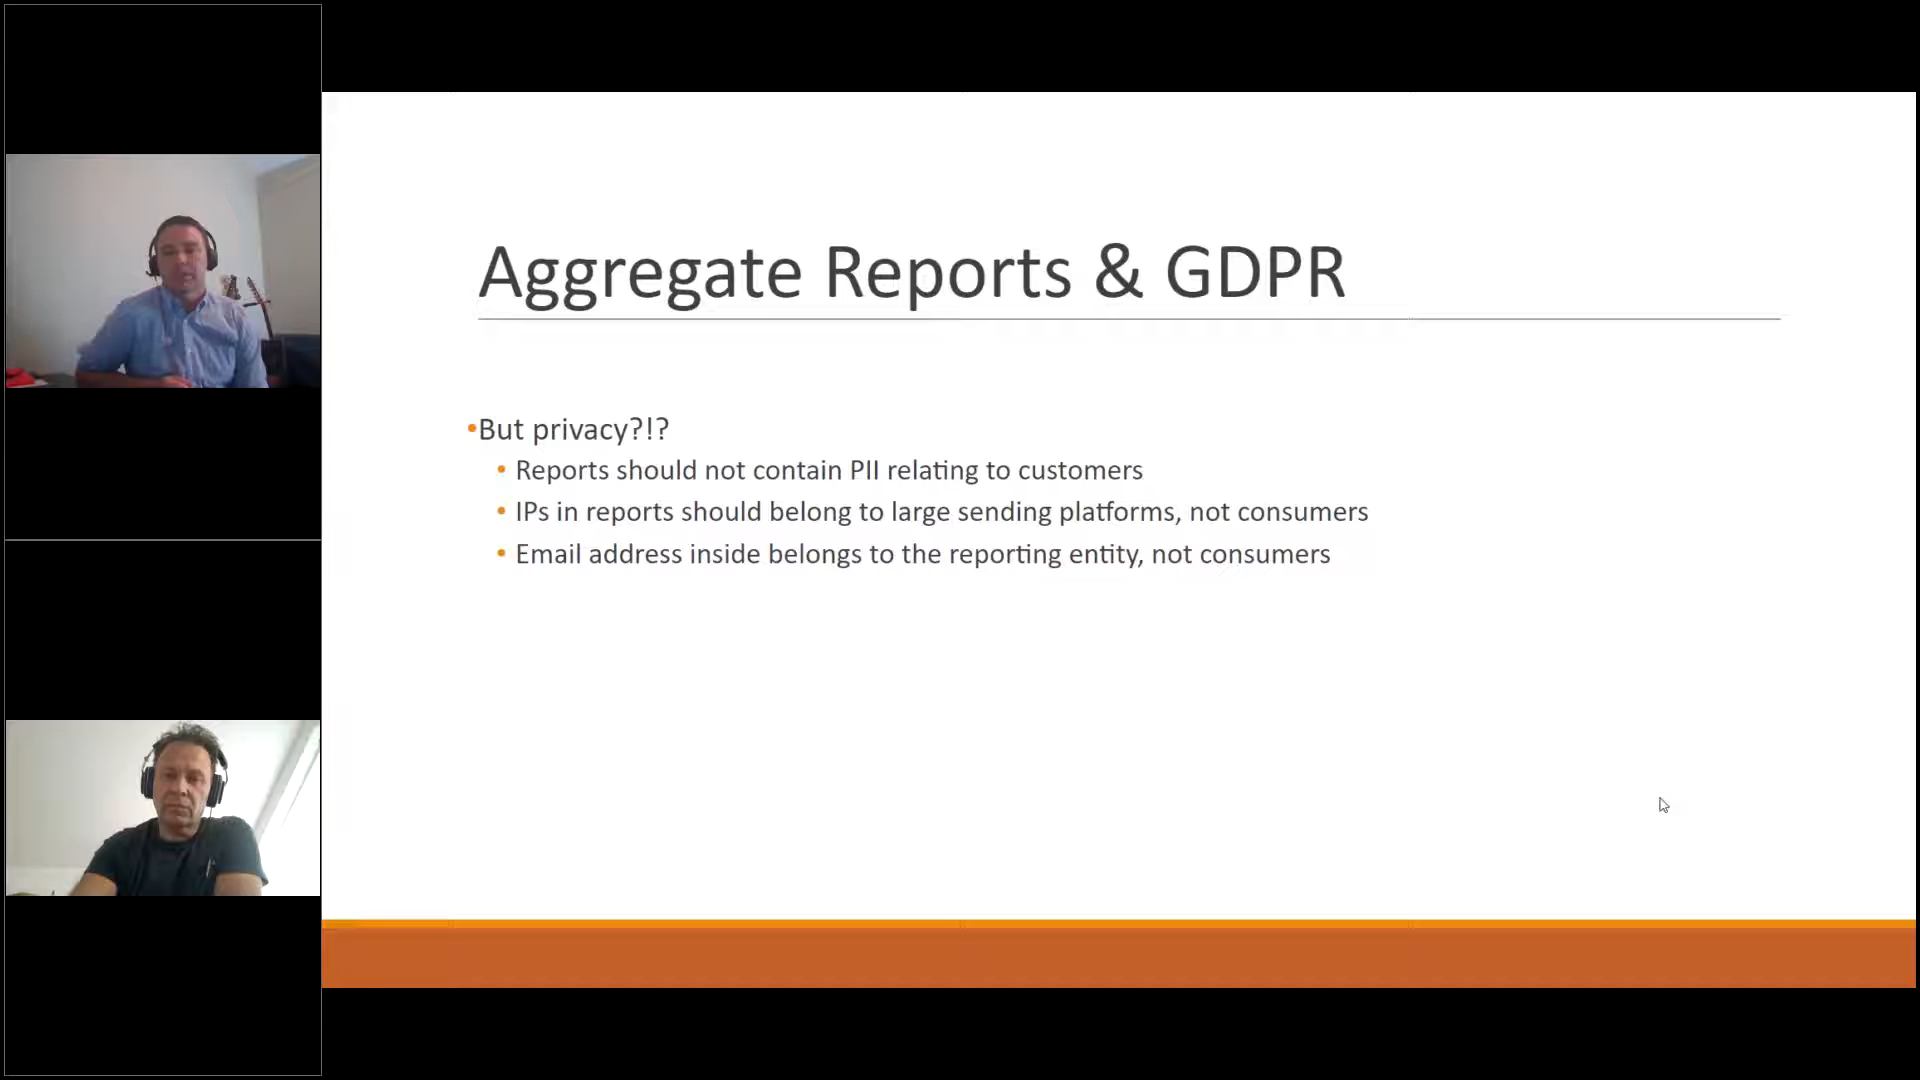 Aggregate Reports & GDPR
•But privacy?!?
• Reports should not contain PII relating to customers
• IPs in reports should belong to large sending platforms, not consumers
• Email address inside belongs to the reporting entity, not consumers